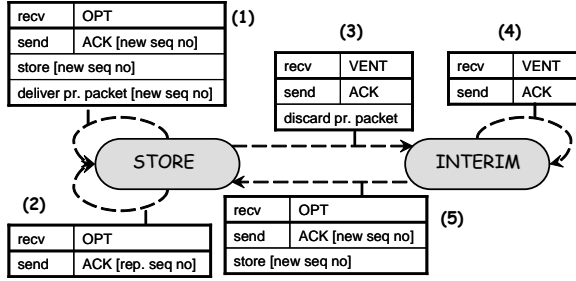 (1)
recv OPT
send ACK [new seq no]
store [new seq no]
deliver pr. packet [new seq no]
(3)
recv VENT
send ACK
discard pr. packet
(4)
recv VENT
send ACK
STORE
INTERIM
(2)
recv OPT
send ACK [rep. seq no]
(5)
recv OPT
send ACK [new seq no]
store [new seq no]